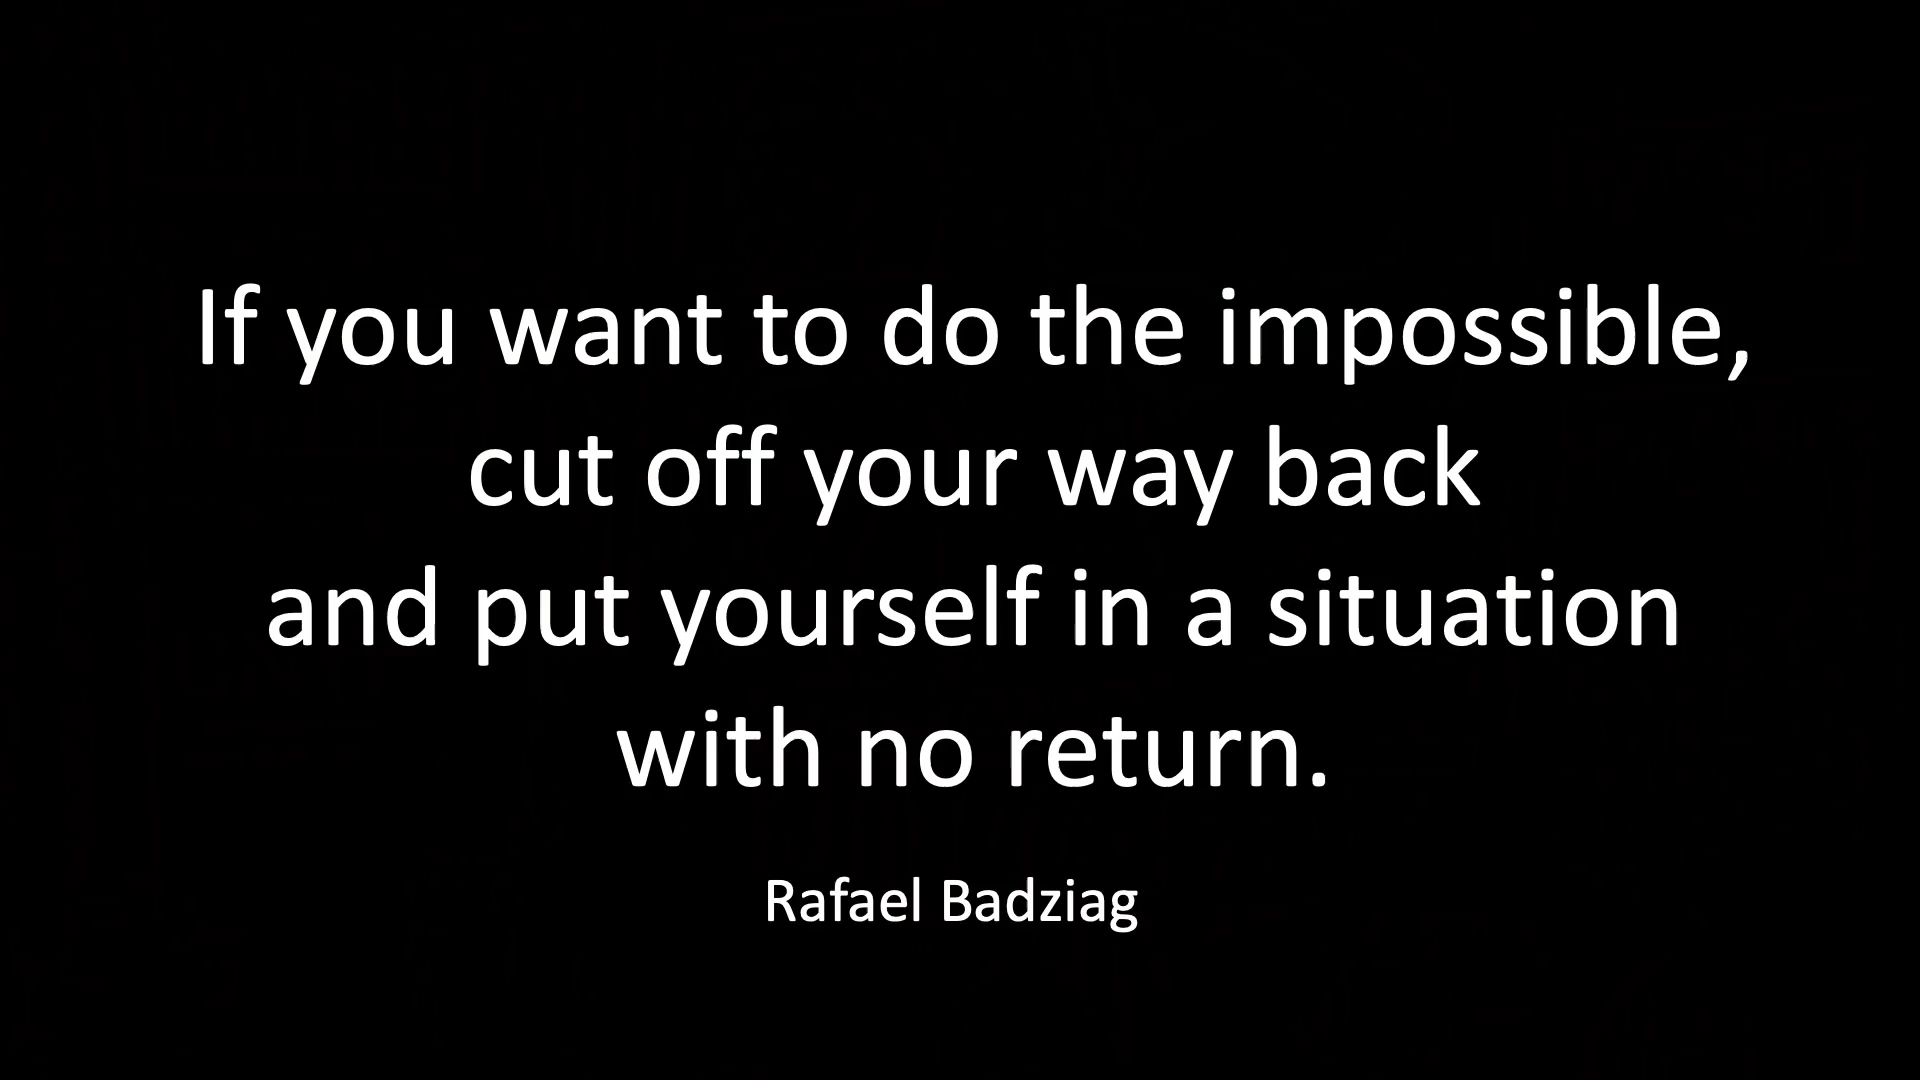 If you want to do the impossible,
cut off your way back
and put yourself in a situation
with no return.
Rafael Badziag